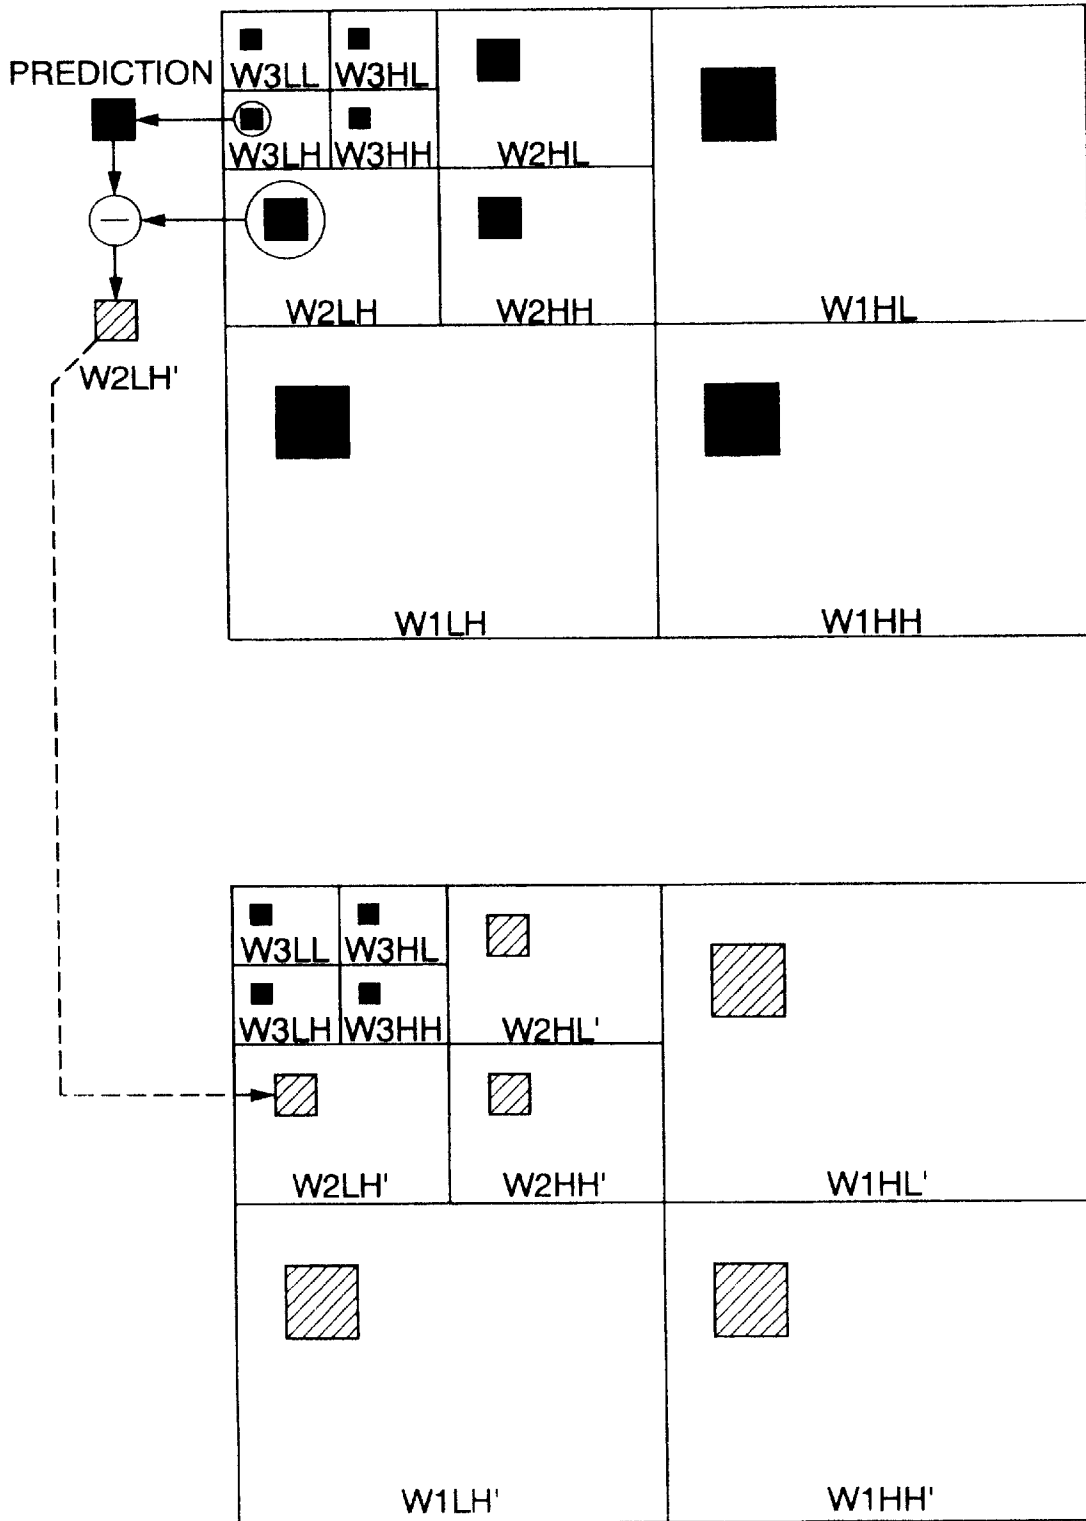 W3LL W3HL
PREDICTION
W3LH W3HH W2HL
W2LH W2HH W1HL
W2LH'
W1LH W1HH
W3LL W3HL
W3LH W3HH W2HL'
W2LH' W2HH' W1HL'
W1LH' W1HH'